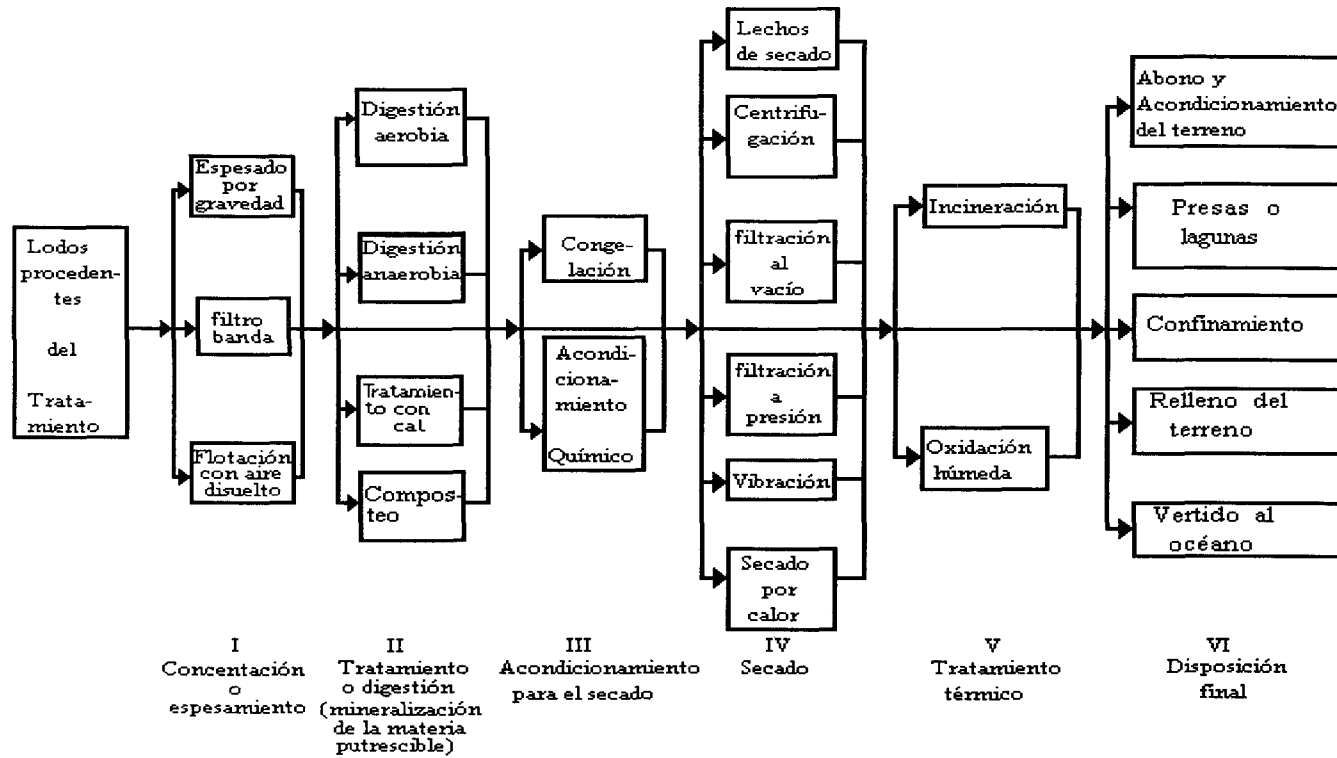 Lodos
proceden-
tes
del
Trata-
miento
Espesado
por
gravedad
filtro
banda
Flotación
con aire
disuelto
Digestión
aerobia
Digestión
anaerobia
Tratamien-
to con
cal
Compos-
teo
Conge-
lación
Acondi-
ciona-
miento
Químico
Lechos
de secado
Centrifu-
gación
filtración
al
vacío
filtración
a
presión
Vibración
Secado
por
calor
Incineración
Oxidación
húmeda
Abono y
Acondicionamiento
del terreno
Presas o
lagunas
Confinamiento
Relleno del
terreno
Vertido al
océano
I
Concentación
o
espesamiento
II
Tratamiento
o digestión
(mineralización
de la materia
putrescible)
III
Acondicionamiento
para el secado
IV
Secado
V
Tratamiento
térmico
VI
Disposición
final